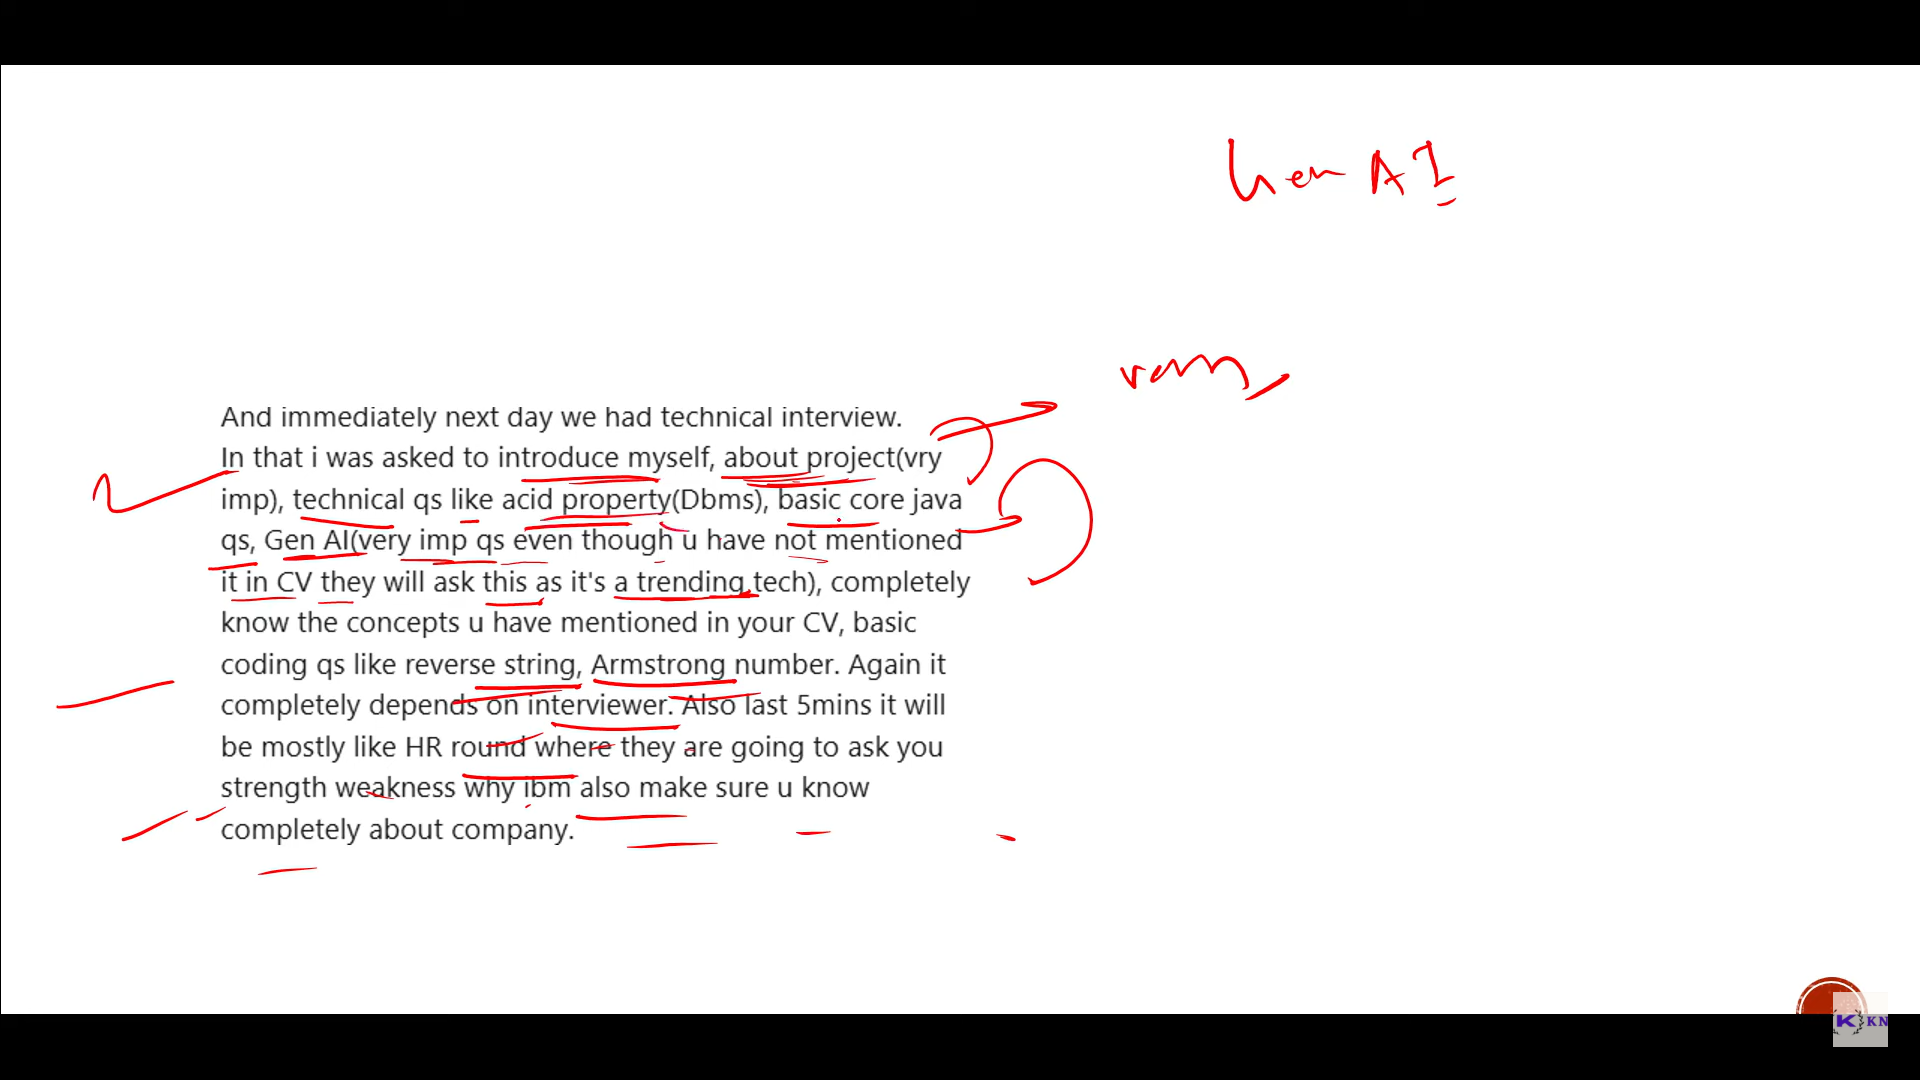 Gen AI
And immediately next day we had technical interview.
In that i was asked to introduce myself, about project(vry
imp), technical qs like acid property(Dbms), basic core java
qs, Gen AI(very imp qs even though u have not mentioned
it in CV they will ask this as it's a trending tech), completely
know the concepts u have mentioned in your CV, basic
coding qs like reverse string, Armstrong number. Again it
completely depends on interviewer. Also last 5mins it will
be mostly like HR round where they are going to ask you
strength weakness why ibm also make sure u know
completely about company.
K KN